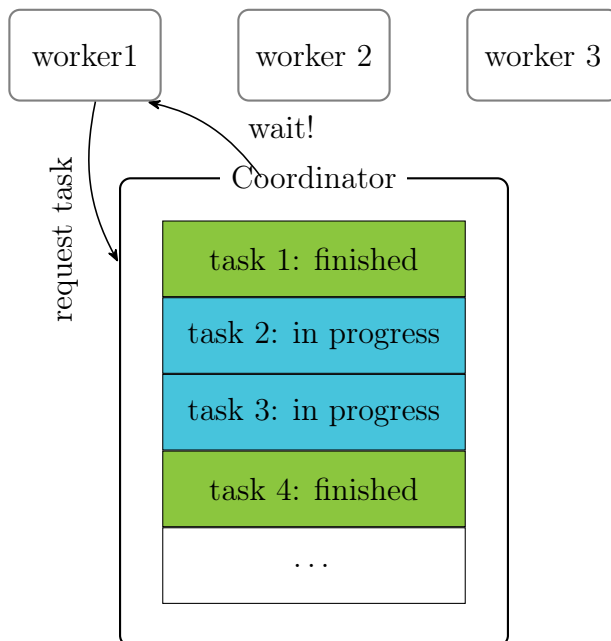 worker1
worker 2
worker 3
wait!
request task
Coordinator
task 1: finished
task 2: in progress
task 3: in progress
task 4: finished
...